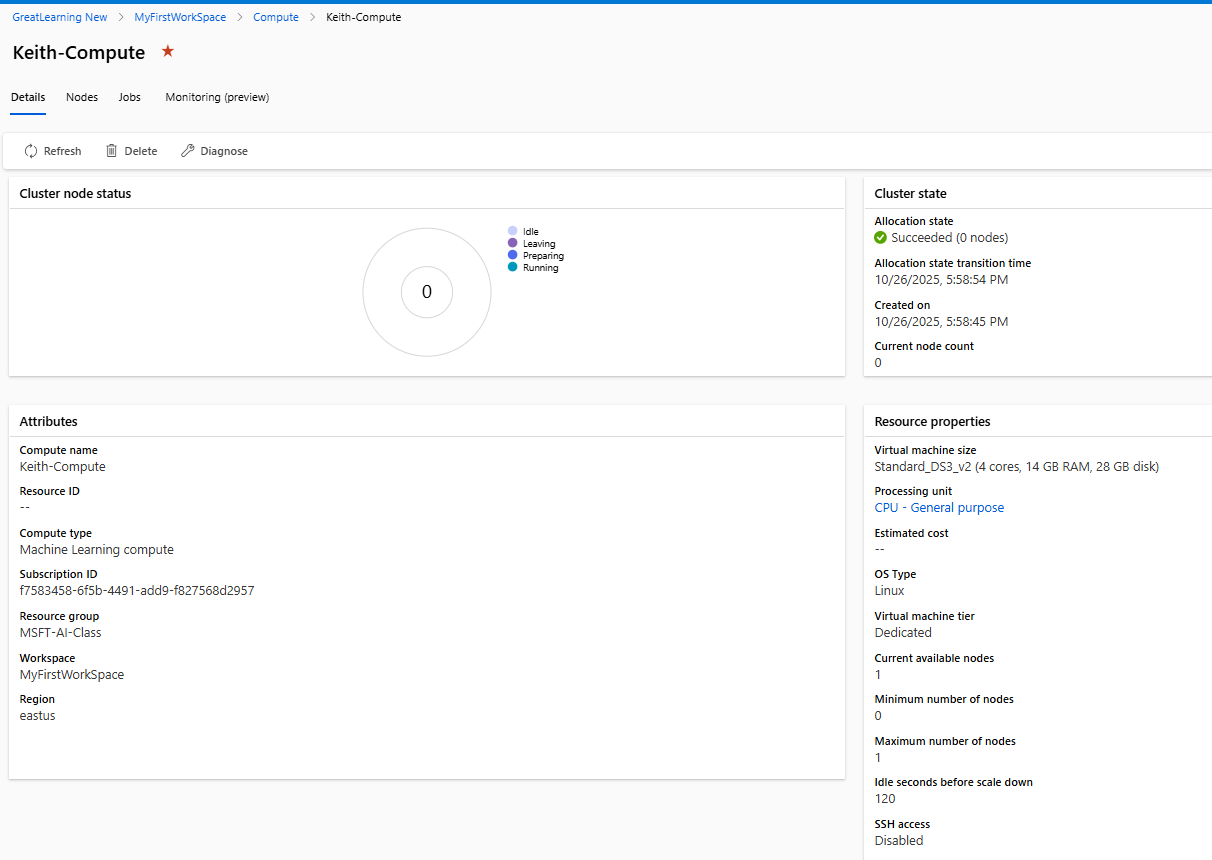 GreatLearning New > MyFirstWorkSpace > Compute > Keith-Compute
Keith-Compute
Details Nodes Jobs Monitoring (preview)
Refresh Delete Diagnose
Cluster node status
0
Idle
Leaving
Preparing
Running
Cluster state
Allocation state
Succeeded (0 nodes)
Allocation state transition time
10/26/2025, 5:58:54 PM
Created on
10/26/2025, 5:58:45 PM
Current node count
0
Attributes
Compute name
Keith-Compute
Resource ID
--
Compute type
Machine Learning compute
Subscription ID
f7583458-6f5b-4491-add9-f827568d2957
Resource group
MSFT-AI-Class
Workspace
MyFirstWorkSpace
Region
eastus
Resource properties
Virtual machine size
Standard_DS3_v2 (4 cores, 14 GB RAM, 28 GB disk)
Processing unit
CPU - General purpose
Estimated cost
--
OS Type
Linux
Virtual machine tier
Dedicated
Current available nodes
1
Minimum number of nodes
0
Maximum number of nodes
1
Idle seconds before scale down
120
SSH access
Disabled